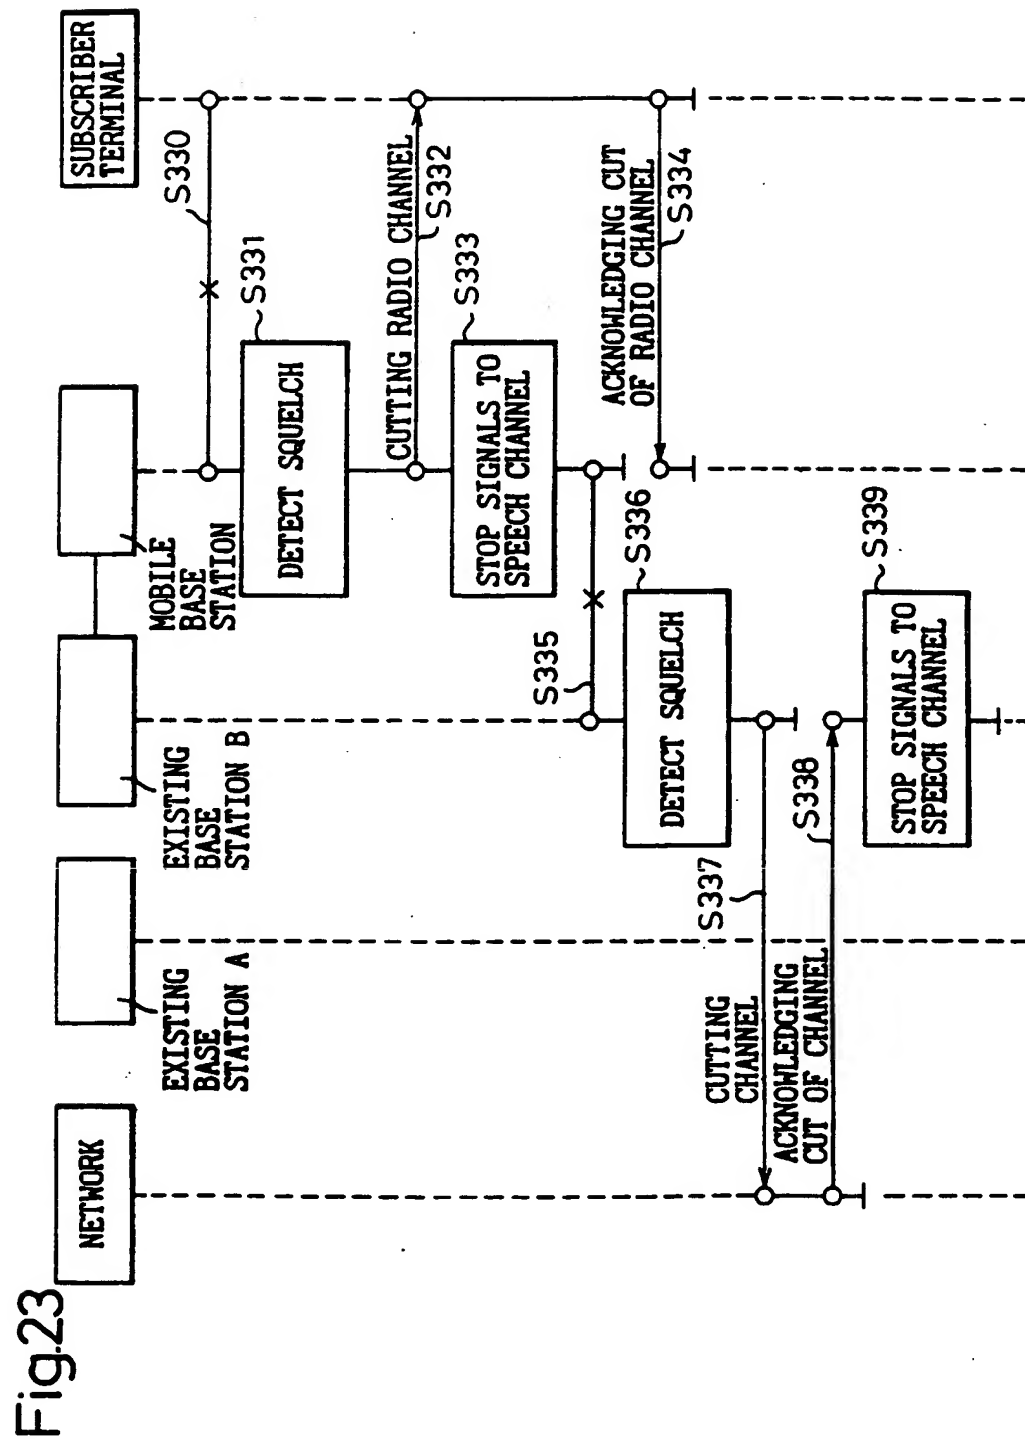 Fig.23
NETWORK
EXISTING
BASE
STATION A
EXISTING
BASE
STATION B
MOBILE
BASE
STATION
SUBSCRIBER
TERMINAL
S330
S331
DETECT SQUELCH
CUTTING RADIO CHANNEL
S332
S333
STOP SIGNALS TO
SPEECH CHANNEL
ACKNOWLEDGING CUT
OF RADIO CHANNEL
S334
S335
S336
DETECT SQUELCH
CUTTING
CHANNEL
S337
ACKNOWLEDGING
CUT OF CHANNEL
S338
S339
STOP SIGNALS TO
SPEECH CHANNEL